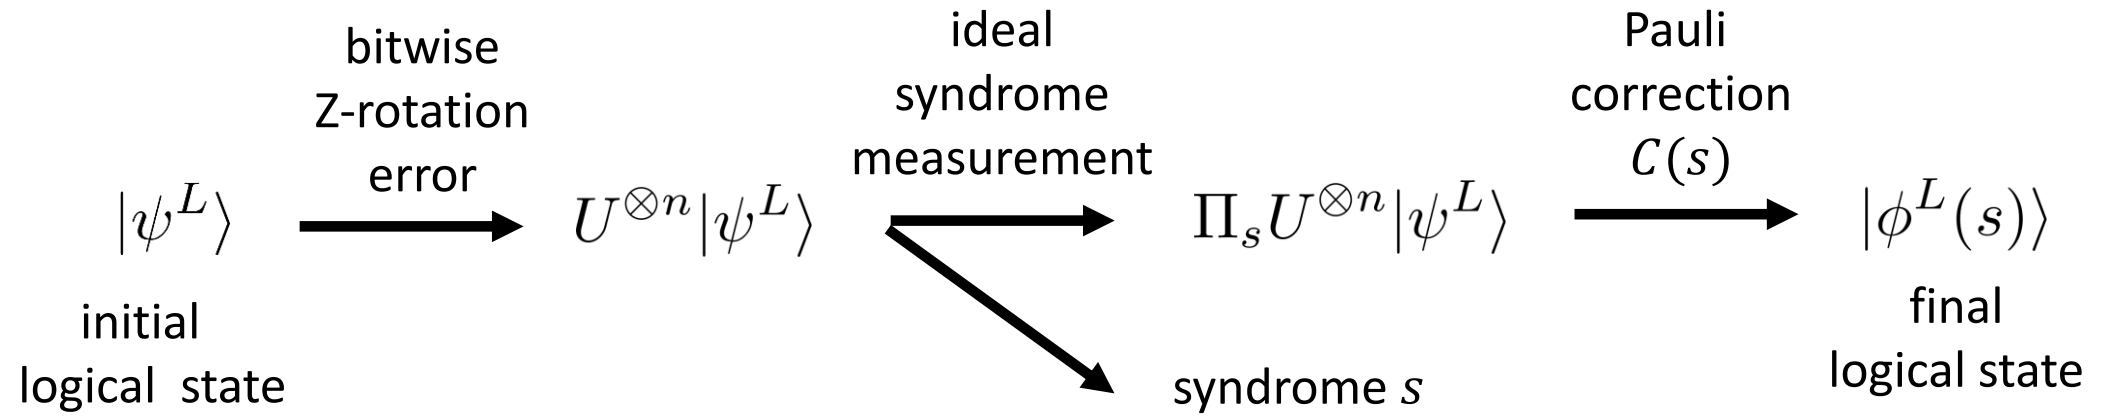 bitwise
Z-rotation
error
ideal
syndrome
measurement
Pauli
correction
C(s)
|ψ^L⟩
U^{⊗n}|ψ^L⟩
Π_s U^{⊗n}|ψ^L⟩
|ϕ^L(s)⟩
initial
logical state
syndrome s
final
logical state